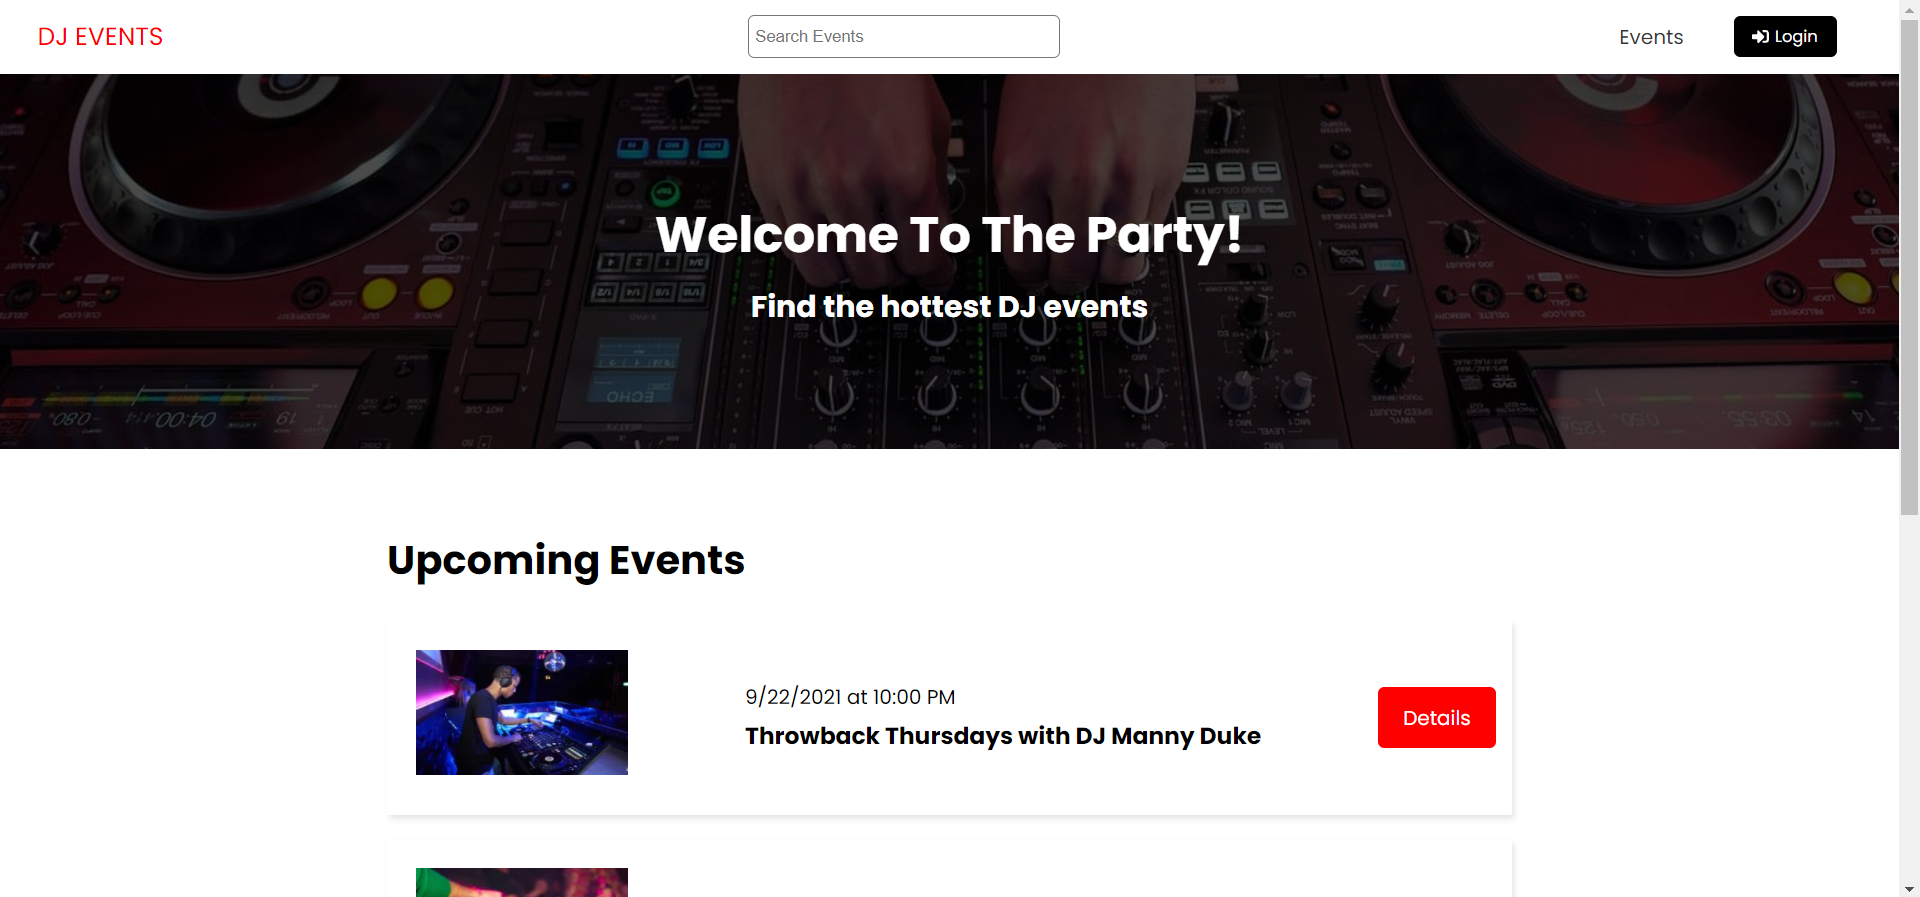 DJ EVENTS
Search Events
Events
Login
Welcome To The Party!
Find the hottest DJ events
ECHO
Upcoming Events
9/22/2021 at 10:00 PM
Throwback Thursdays with DJ Manny Duke
Details